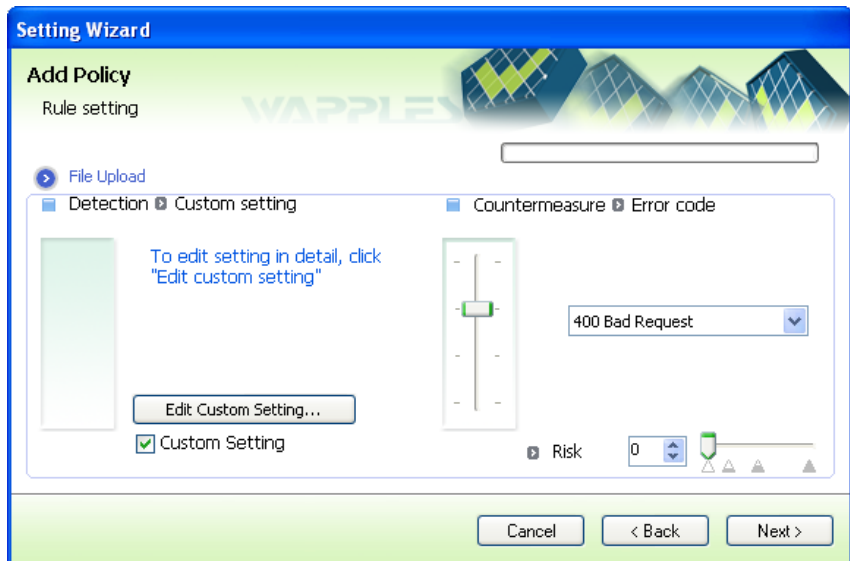 Setting Wizard
Add Policy
Rule setting
WAPPLES
File Upload
Detection Custom setting
Countermeasure Error code
To edit setting in detail, click
"Edit custom setting"
400 Bad Request
Edit Custom Setting...
Custom Setting
Risk 0
Cancel < Back Next >